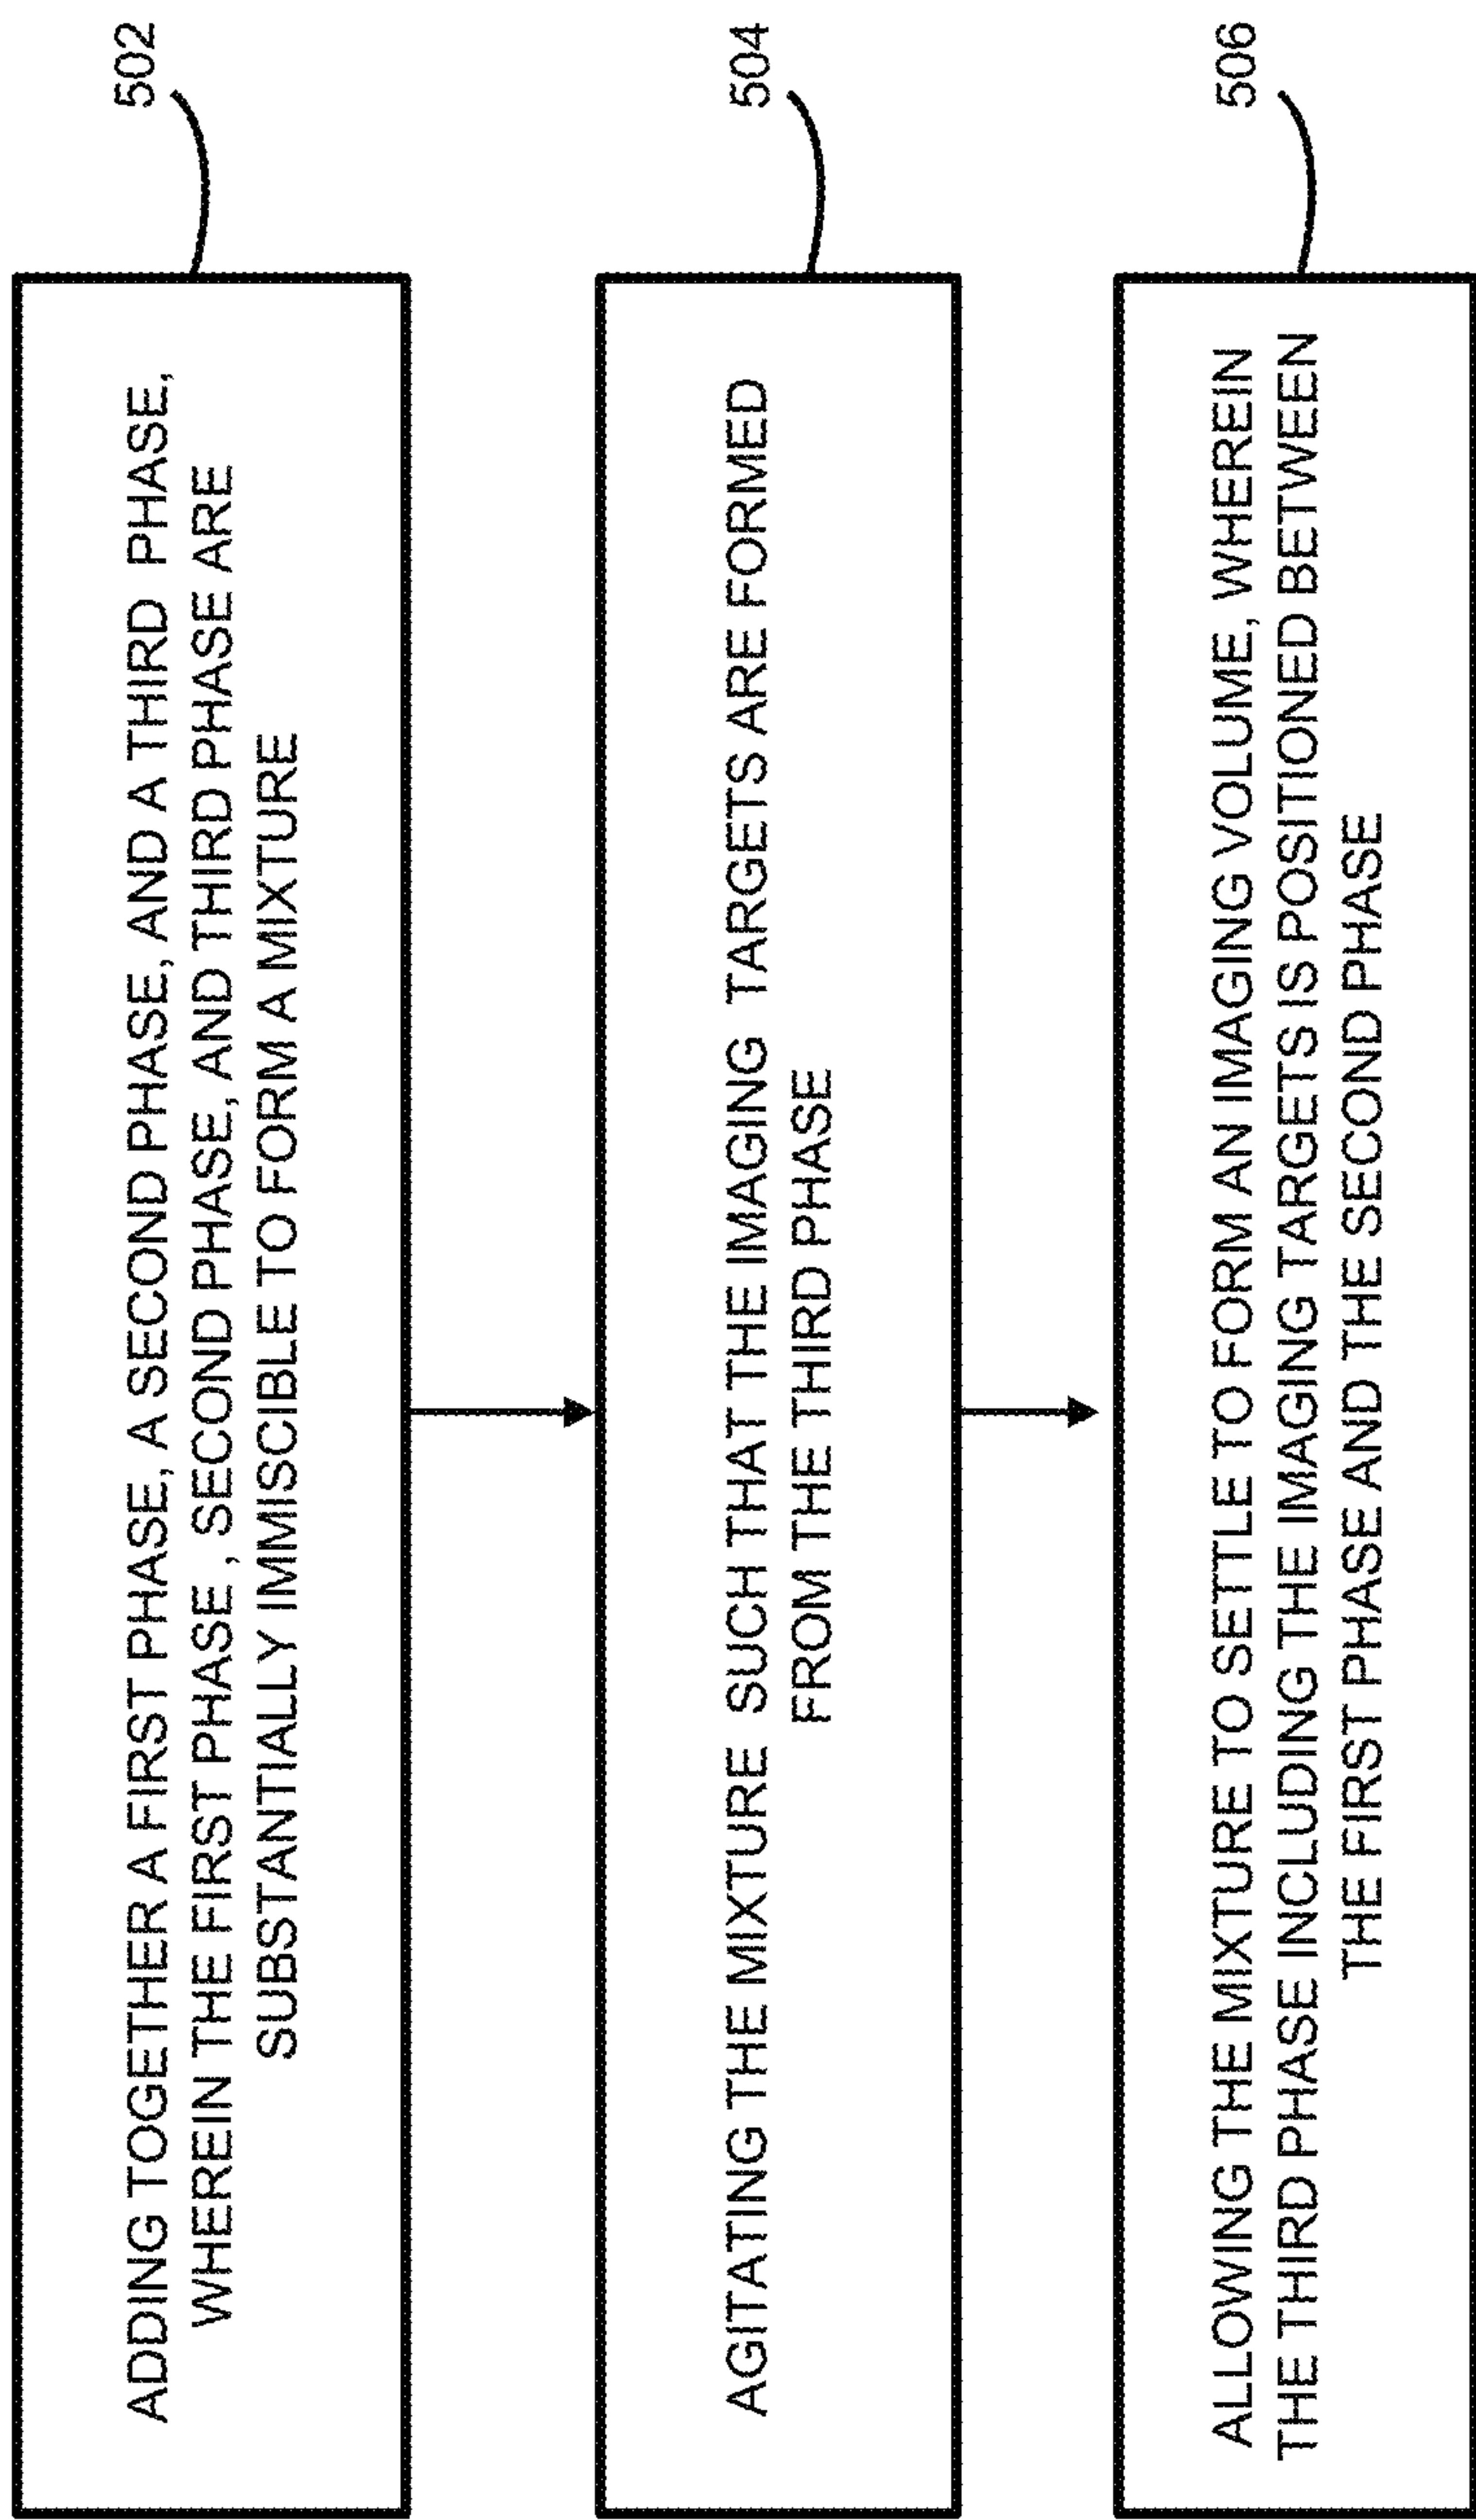 ADDING TOGETHER A FIRST PHASE, A SECOND PHASE, AND A THIRD PHASE,
WHEREIN THE FIRST PHASE , SECOND PHASE, AND THIRD PHASE ARE
SUBSTANTIALLY IMMISCIBLE TO FORM A MIXTURE
502
AGITATING THE MIXTURE SUCH THAT THE IMAGING TARGETS ARE FORMED
FROM THE THIRD PHASE
504
ALLOWING THE MIXTURE TO SETTLE TO FORM AN IMAGING VOLUME, WHEREIN
THE THIRD PHASE INCLUDING THE IMAGING TARGETS IS POSITIONED BETWEEN
THE FIRST PHASE AND THE SECOND PHASE
506